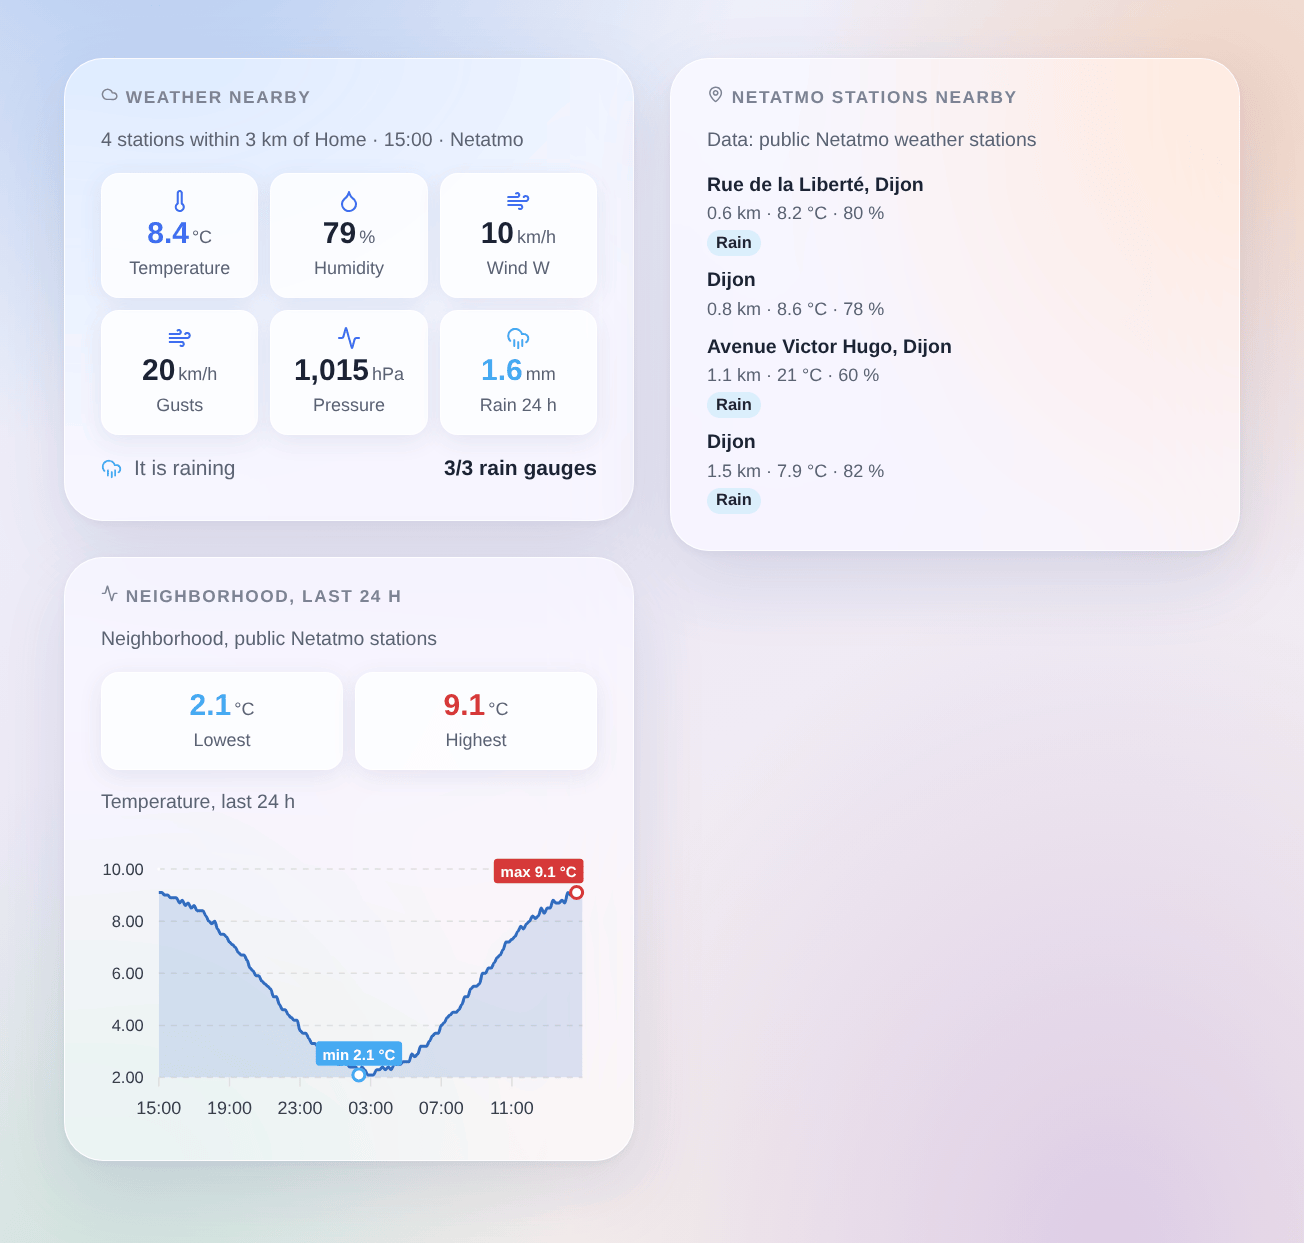 WEATHER NEARBY
4 stations within 3 km of Home · 15:00 · Netatmo
8.4 °C
Temperature
79 %
Humidity
10 km/h
Wind W
20 km/h
Gusts
1,015 hPa
Pressure
1.6 mm
Rain 24 h
It is raining
3/3 rain gauges
NETATMO STATIONS NEARBY
Data: public Netatmo weather stations
Rue de la Liberté, Dijon
0.6 km · 8.2 °C · 80 %
Rain
Dijon
0.8 km · 8.6 °C · 78 %
Avenue Victor Hugo, Dijon
1.1 km · 21 °C · 60 %
Rain
Dijon
1.5 km · 7.9 °C · 82 %
Rain
NEIGHBORHOOD, LAST 24 H
Neighborhood, public Netatmo stations
2.1 °C
Lowest
9.1 °C
Highest
Temperature, last 24 h
10.00
8.00
6.00
4.00
2.00
max 9.1 °C
min 2.1 °C
15:00 19:00 23:00 03:00 07:00 11:00